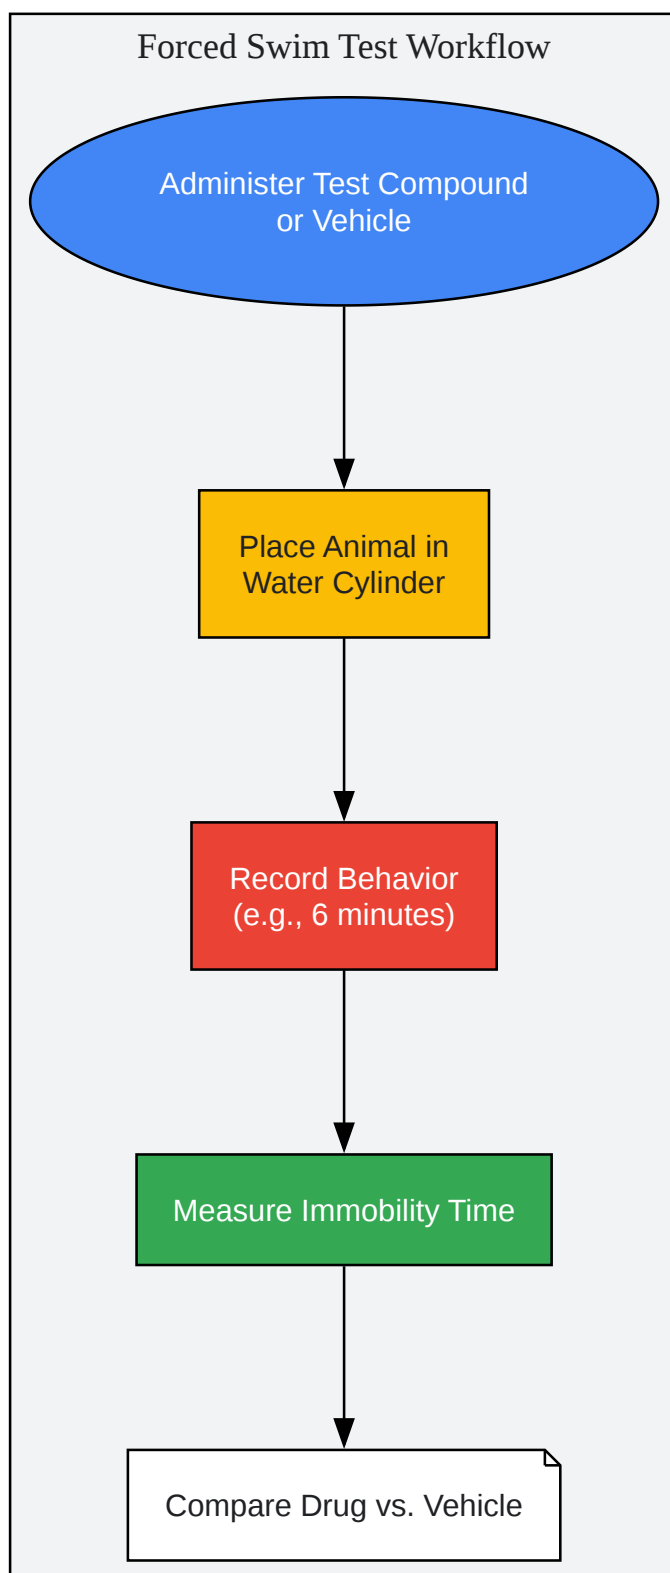 Forced Swim Test Workflow
Administer Test Compound
or Vehicle
Place Animal in
Water Cylinder
Record Behavior
(e.g., 6 minutes)
Measure Immobility Time
Compare Drug vs. Vehicle